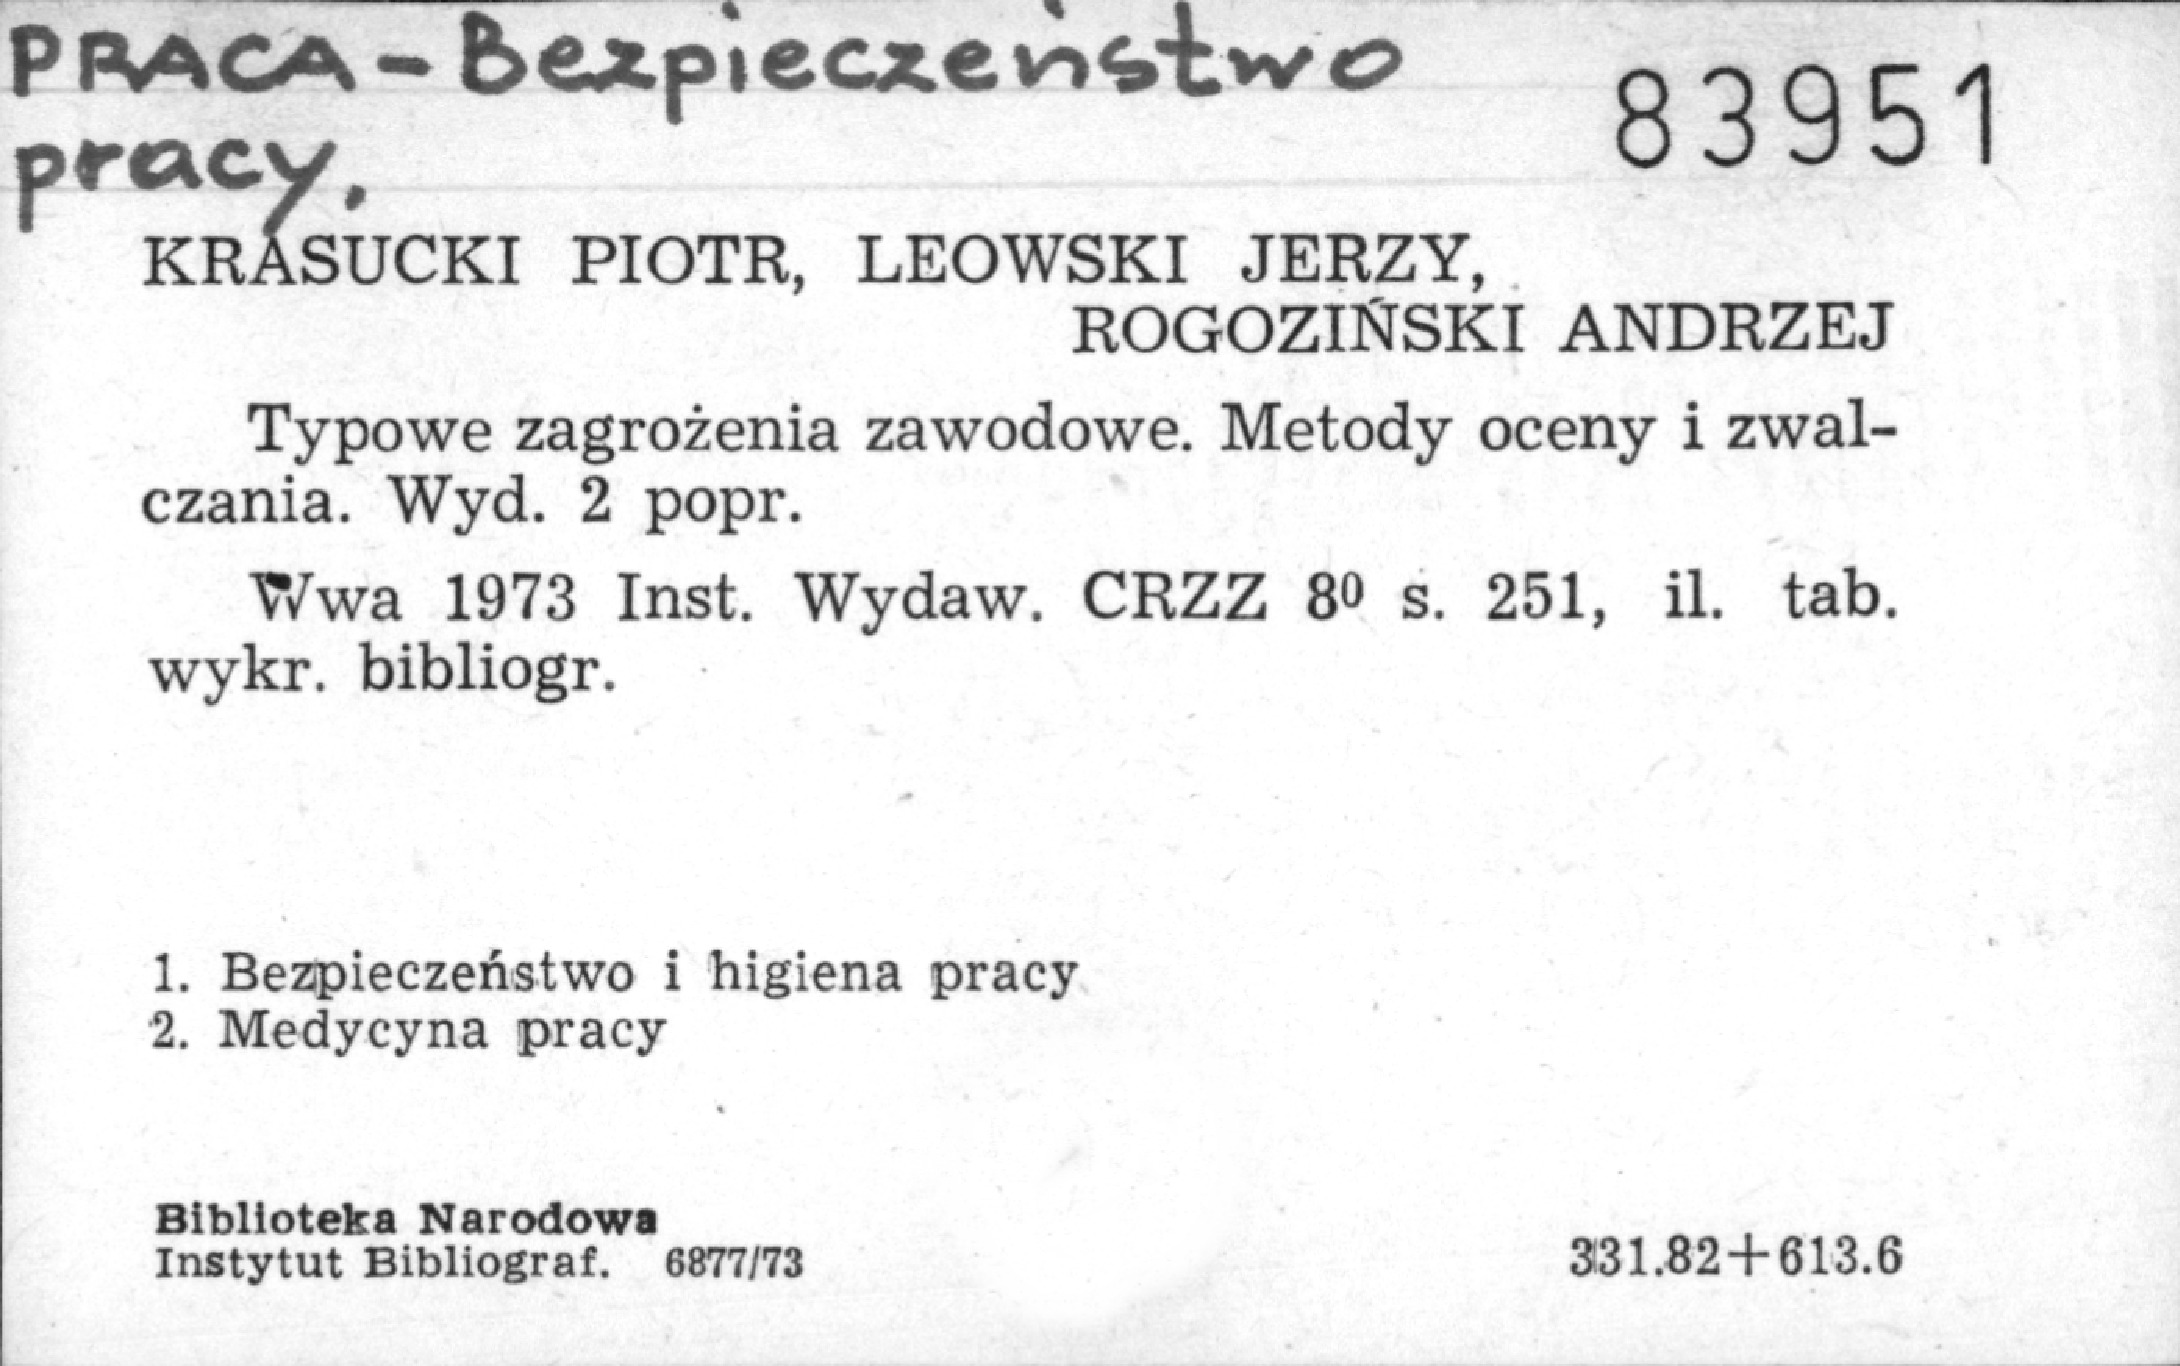 PRACA - Bezpieczeństwo
pracy.
83951
KRASUCKI PIOTR, LEOWSKI JERZY,
ROGOZIŃSKI ANDRZEJ
Typowe zagrożenia zawodowe. Metody oceny i zwal-
czania. Wyd. 2 popr.
Wwa 1973 Inst. Wydaw. CRZZ 8⁰ s. 251, il. tab.
wykr. bibliogr.
1. Bezpieczeństwo i higiena pracy
2. Medycyna pracy
Biblioteka Narodowa
Instytut Bibliograf. 6877/73
331.82+613.6